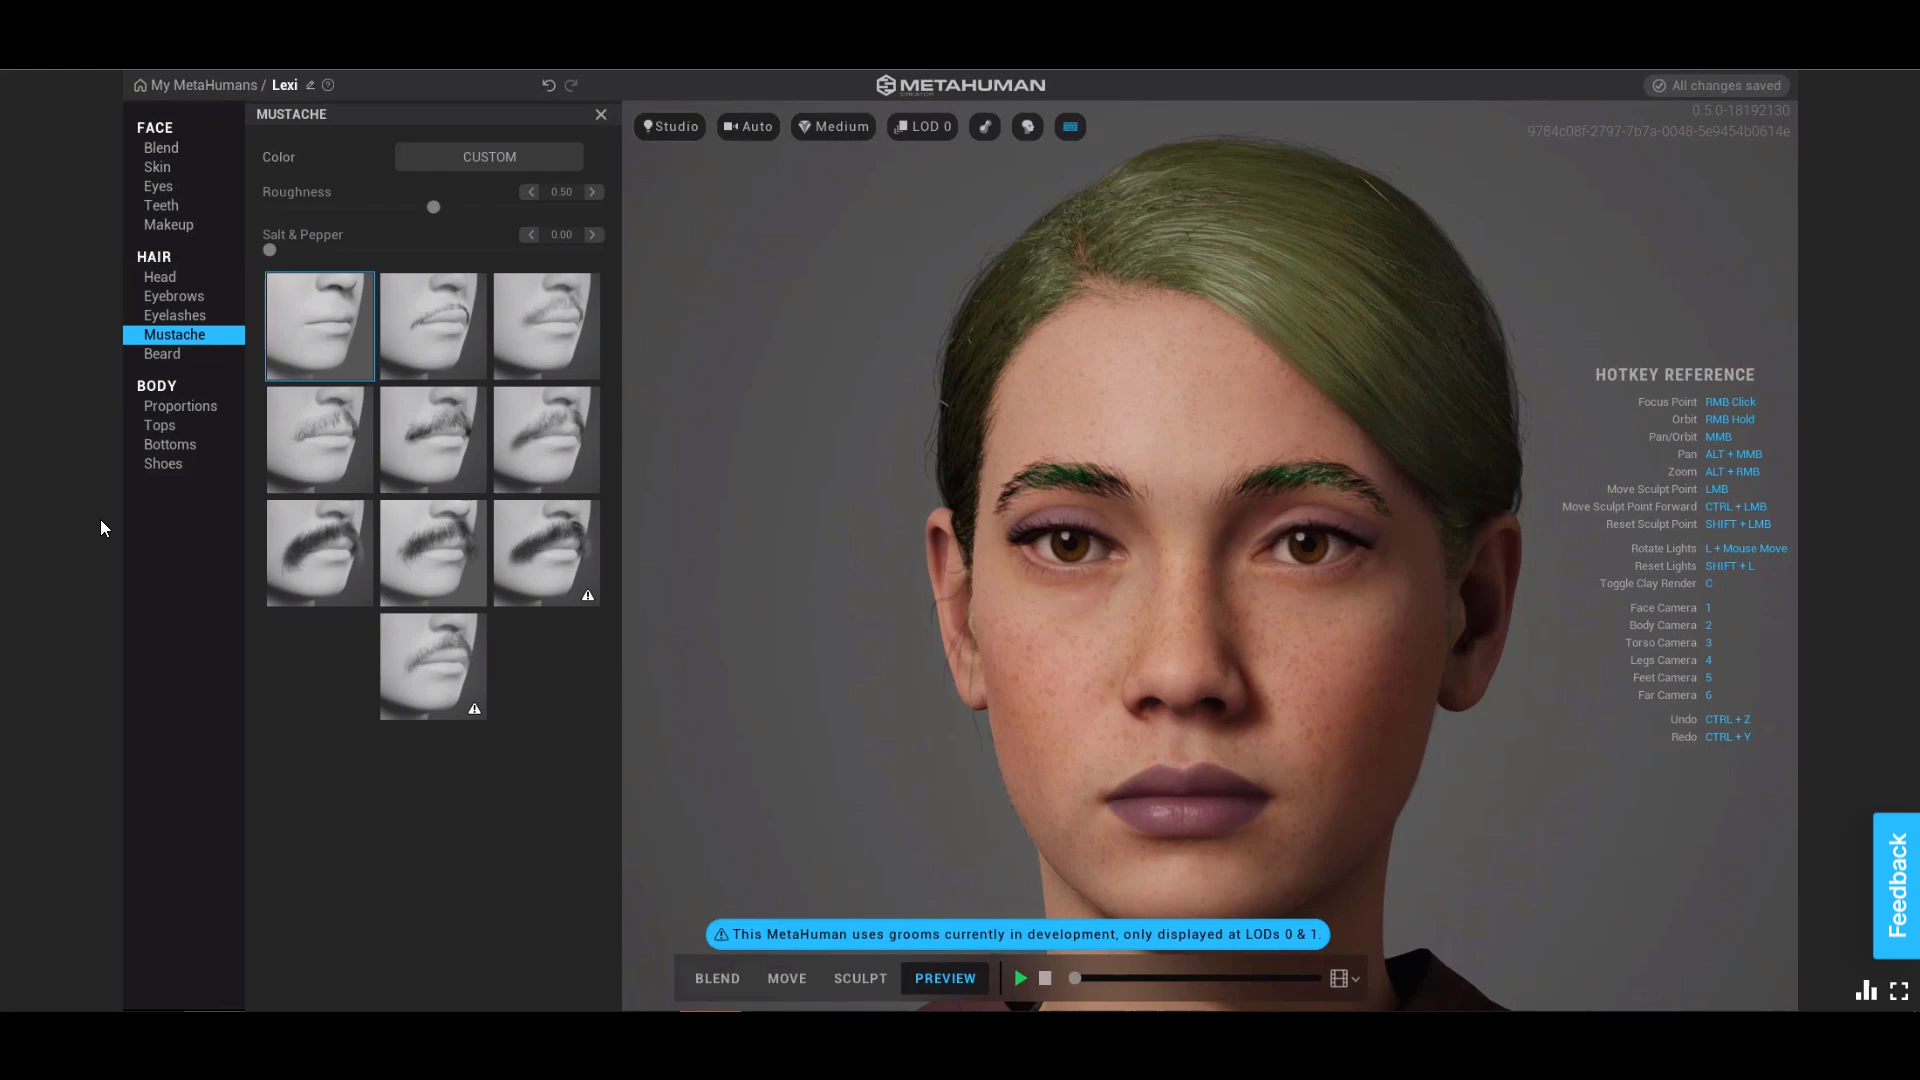 My MetaHumans / Lexi
METAHUMAN
CREATOR
All changes saved
0.5.0-18192130
9784c08f-2797-7b7a-0048-5e9454b0614e
FACE
Blend
Skin
Eyes
Teeth
Makeup
HAIR
Head
Eyebrows
Eyelashes
Mustache
Beard
BODY
Proportions
Tops
Bottoms
Shoes
MUSTACHE
Color CUSTOM
Roughness 0.50
Salt & Pepper 0.00
Studio Auto Medium LOD 0
HOTKEY REFERENCE
Focus Point RMB Click
Orbit RMB Hold
Pan/Orbit MMB
Pan ALT + MMB
Zoom ALT + RMB
Move Sculpt Point LMB
Move Sculpt Point Forward CTRL + LMB
Reset Sculpt Point SHIFT + LMB
Rotate Lights L + Mouse Move
Reset Lights SHIFT + L
Toggle Clay Render C
Face Camera 1
Body Camera 2
Torso Camera 3
Legs Camera 4
Feet Camera 5
Far Camera 6
Undo CTRL + Z
Redo CTRL + Y
This MetaHuman uses grooms currently in development, only displayed at LODs 0 & 1.
BLEND MOVE SCULPT PREVIEW
Feedback